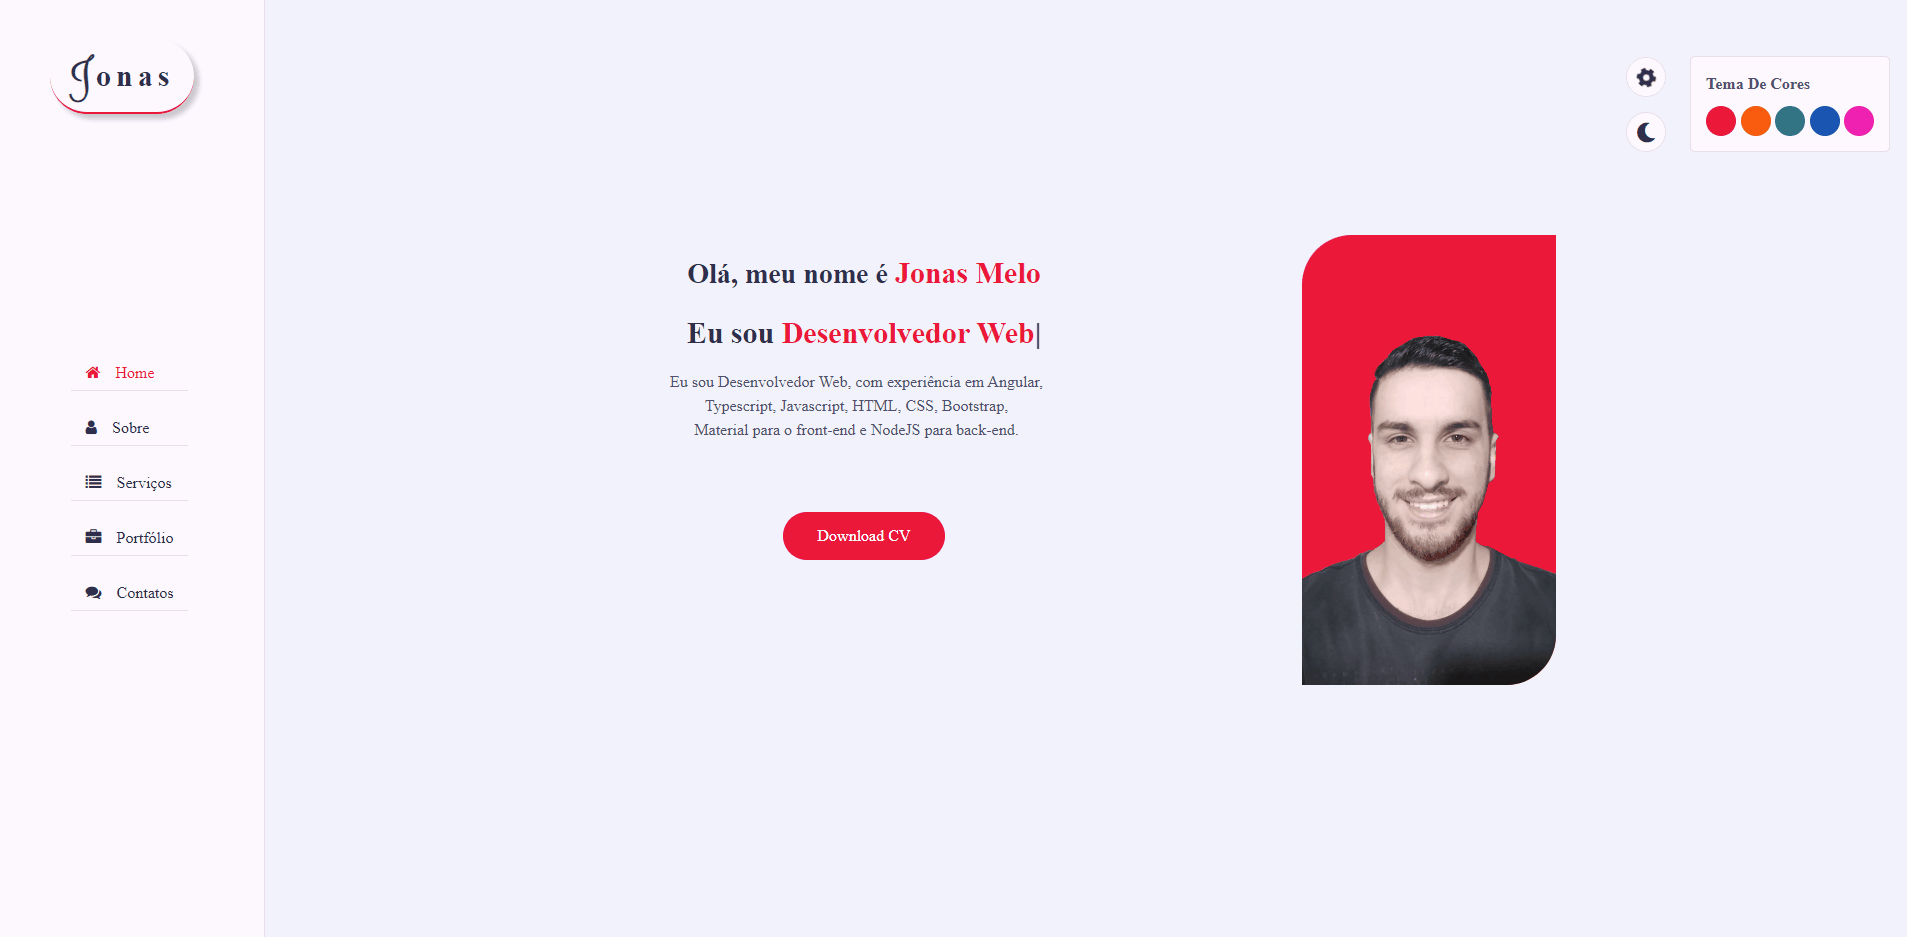 Jonas
Home
Sobre
Serviços
Portfólio
Contatos
Tema De Cores
Olá, meu nome é Jonas Melo
Eu sou Desenvolvedor Web|
Eu sou Desenvolvedor Web, com experiência em Angular,
Typescript, Javascript, HTML, CSS, Bootstrap,
Material para o front-end e NodeJS para back-end.
Download CV